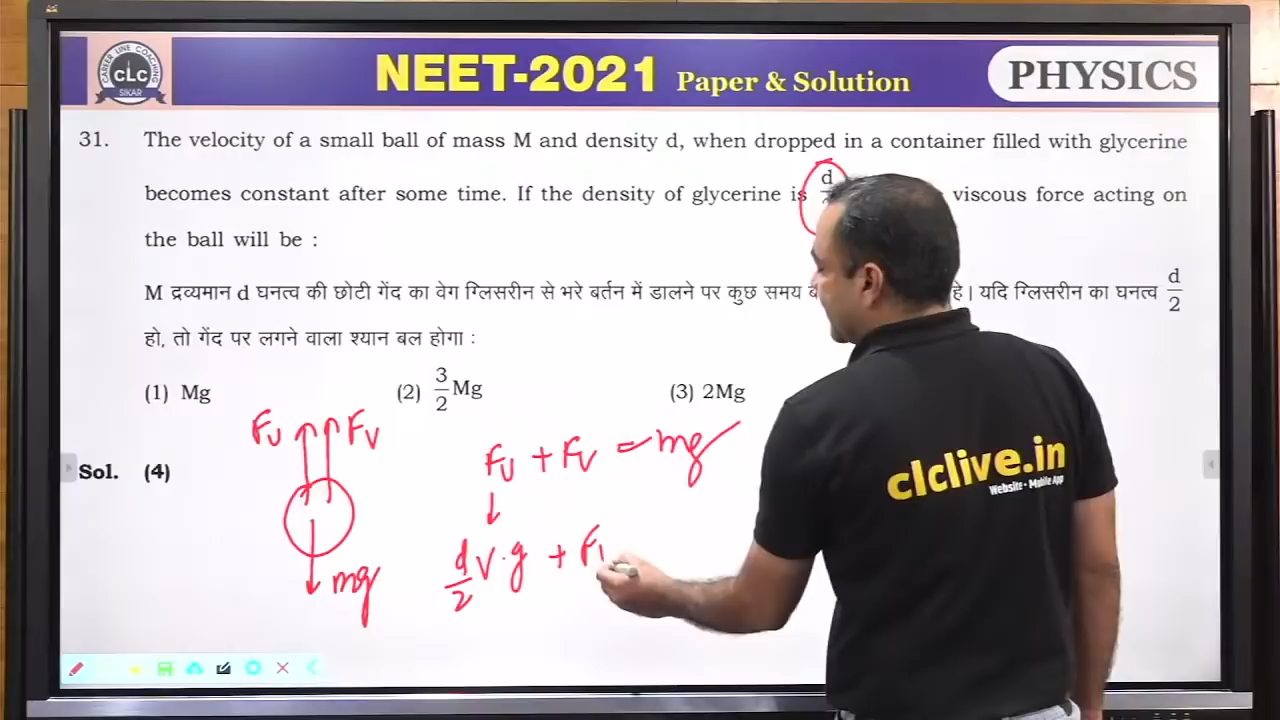 CAREER LINE COACHING
CLC
SIKAR
NEET-2021 Paper & Solution
PHYSICS
31. The velocity of a small ball of mass M and density d, when dropped in a container filled with glycerine
becomes constant after some time. If the density of glycerine is d viscous force acting on
the ball will be :
M द्रव्यमान d घनत्व की छोटी गेंद का वेग ग्लिसरीन से भरे बर्तन में डालने पर कुछ समय है। यदि ग्लिसरीन का घनत्व d/2
हो, तो गेंद पर लगने वाला श्यान बल होगा :
(1) Mg (2) 3/2 Mg (3) 2Mg
Sol. (4)
Fv
Fv + Fv = mg
d/2 V·g + F
mg
clclive.in
Website • Mobile App